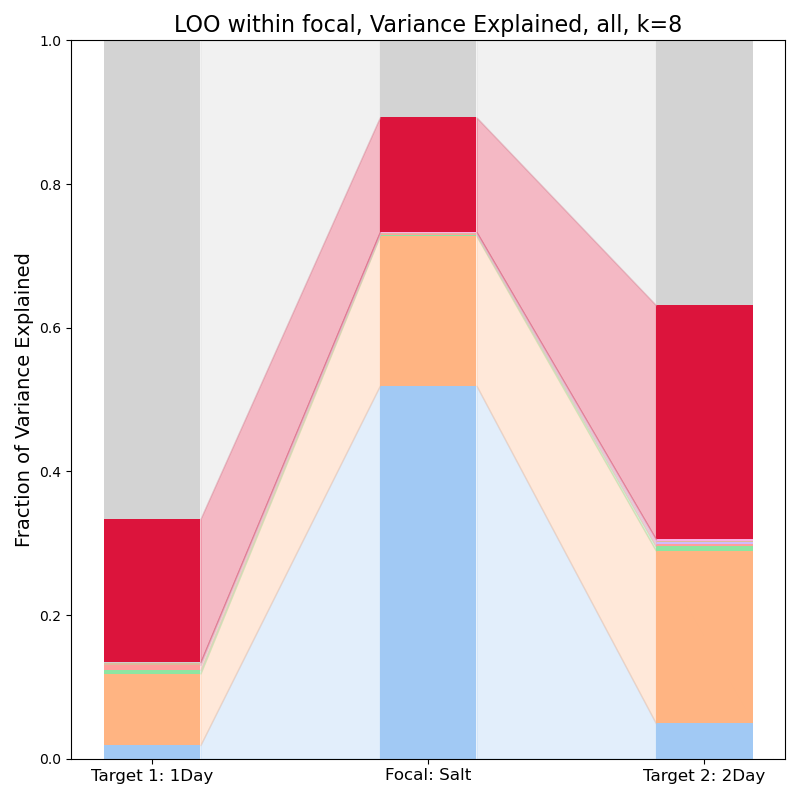 LOO within focal, Variance Explained, all, k=8
Fraction of Variance Explained
1.0
0.8
0.6
0.4
0.2
0.0
Target 1: 1Day
Focal: Salt
Target 2: 2Day